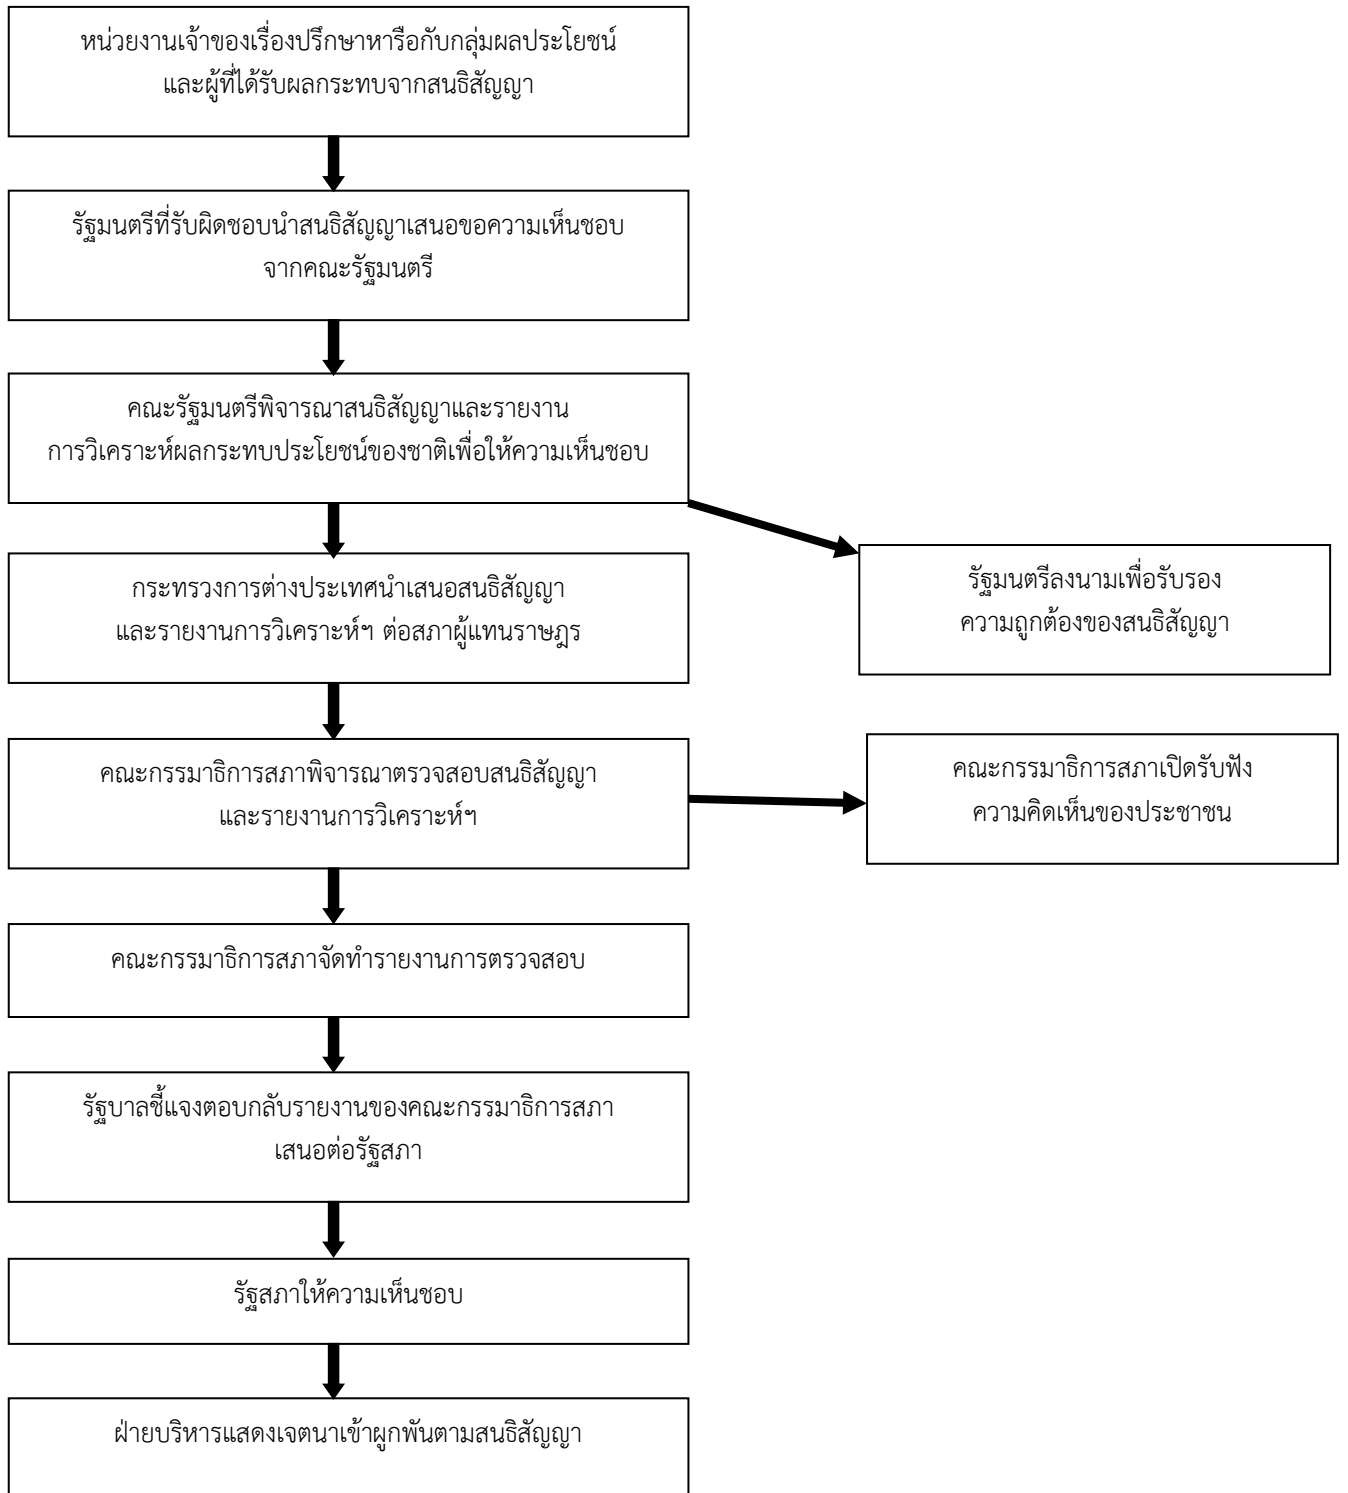 หน่วยงานเจ้าของเรื่องปรึกษาหารือกับกลุ่มผลประโยชน์
และผู้ที่ได้รับผลกระทบจากสนธิสัญญา
รัฐมนตรีที่รับผิดชอบนำสนธิสัญญาเสนอขอความเห็นชอบ
จากคณะรัฐมนตรี
คณะรัฐมนตรีพิจารณาสนธิสัญญาและรายงาน
การวิเคราะห์ผลกระทบประโยชน์ของชาติเพื่อให้ความเห็นชอบ
รัฐมนตรีลงนามเพื่อรับรอง
ความถูกต้องของสนธิสัญญา
กระทรวงการต่างประเทศนำเสนอสนธิสัญญา
และรายงานการวิเคราะห์ฯ ต่อสภาผู้แทนราษฎร
คณะกรรมาธิการสภาพิจารณาตรวจสอบสนธิสัญญา
และรายงานการวิเคราะห์ฯ
คณะกรรมาธิการสภาเปิดรับฟัง
ความคิดเห็นของประชาชน
คณะกรรมาธิการสภาจัดทำรายงานการตรวจสอบ
รัฐบาลชี้แจงตอบกลับรายงานของคณะกรรมาธิการสภา
เสนอต่อรัฐสภา
รัฐสภาให้ความเห็นชอบ
ฝ่ายบริหารแสดงเจตนาเข้าผูกพันตามสนธิสัญญา